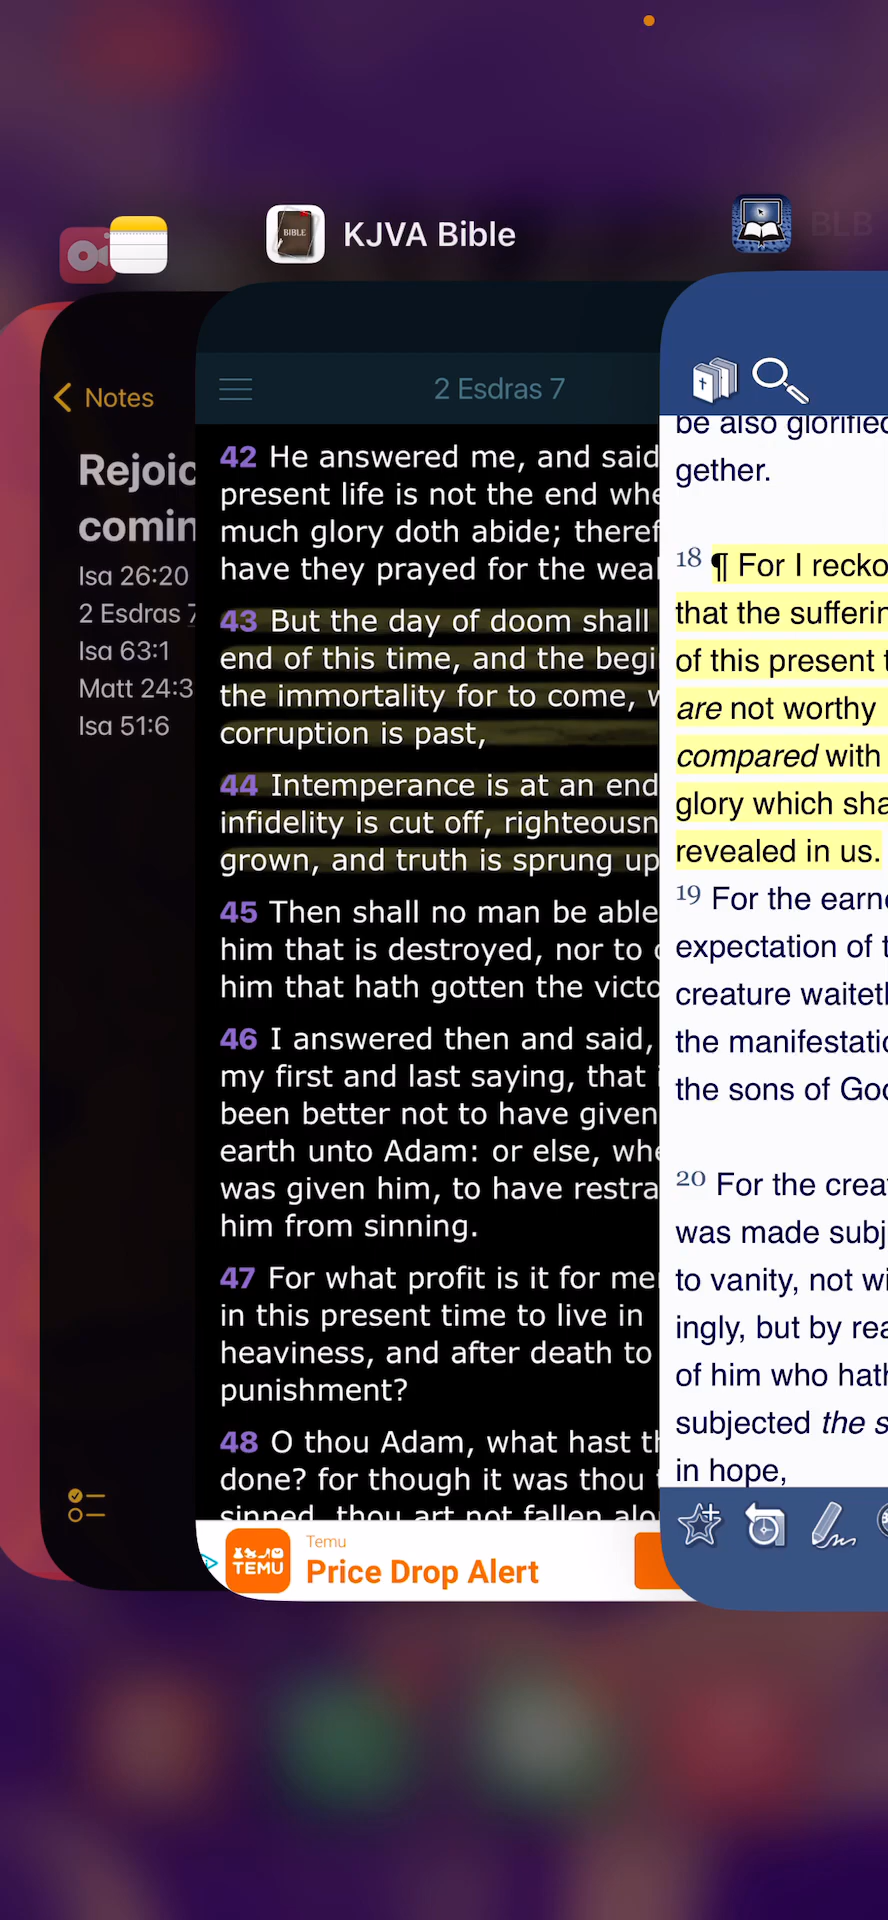 KJVA Bible
BLB
BIBLE
Notes
Rejoic
comin
Isa 26:20
2 Esdras 7
Isa 63:1
Matt 24:3
Isa 51:6
2 Esdras 7
42 He answered me, and said
present life is not the end whe
much glory doth abide; theref
have they prayed for the weal
43 But the day of doom shall
end of this time, and the begi
the immortality for to come, w
corruption is past,
44 Intemperance is at an end
infidelity is cut off, righteousn
grown, and truth is sprung up
45 Then shall no man be able
him that is destroyed, nor to
him that hath gotten the victo
46 I answered then and said,
my first and last saying, that
been better not to have given
earth unto Adam: or else, whe
was given him, to have restra
him from sinning.
47 For what profit is it for me
in this present time to live in
heaviness, and after death to
punishment?
48 O thou Adam, what hast th
done? for though it was thou
sinned, thou art not fallen alo
TEMU
Temu
Price Drop Alert
be also glorified
gether.
18 ¶ For I recko
that the sufferin
of this present t
are not worthy
compared with
glory which sha
revealed in us.
19 For the earne
expectation of t
creature waiteth
the manifestatio
the sons of God
20 For the crea
was made subj
to vanity, not wi
ingly, but by rea
of him who hath
subjected the s
in hope,